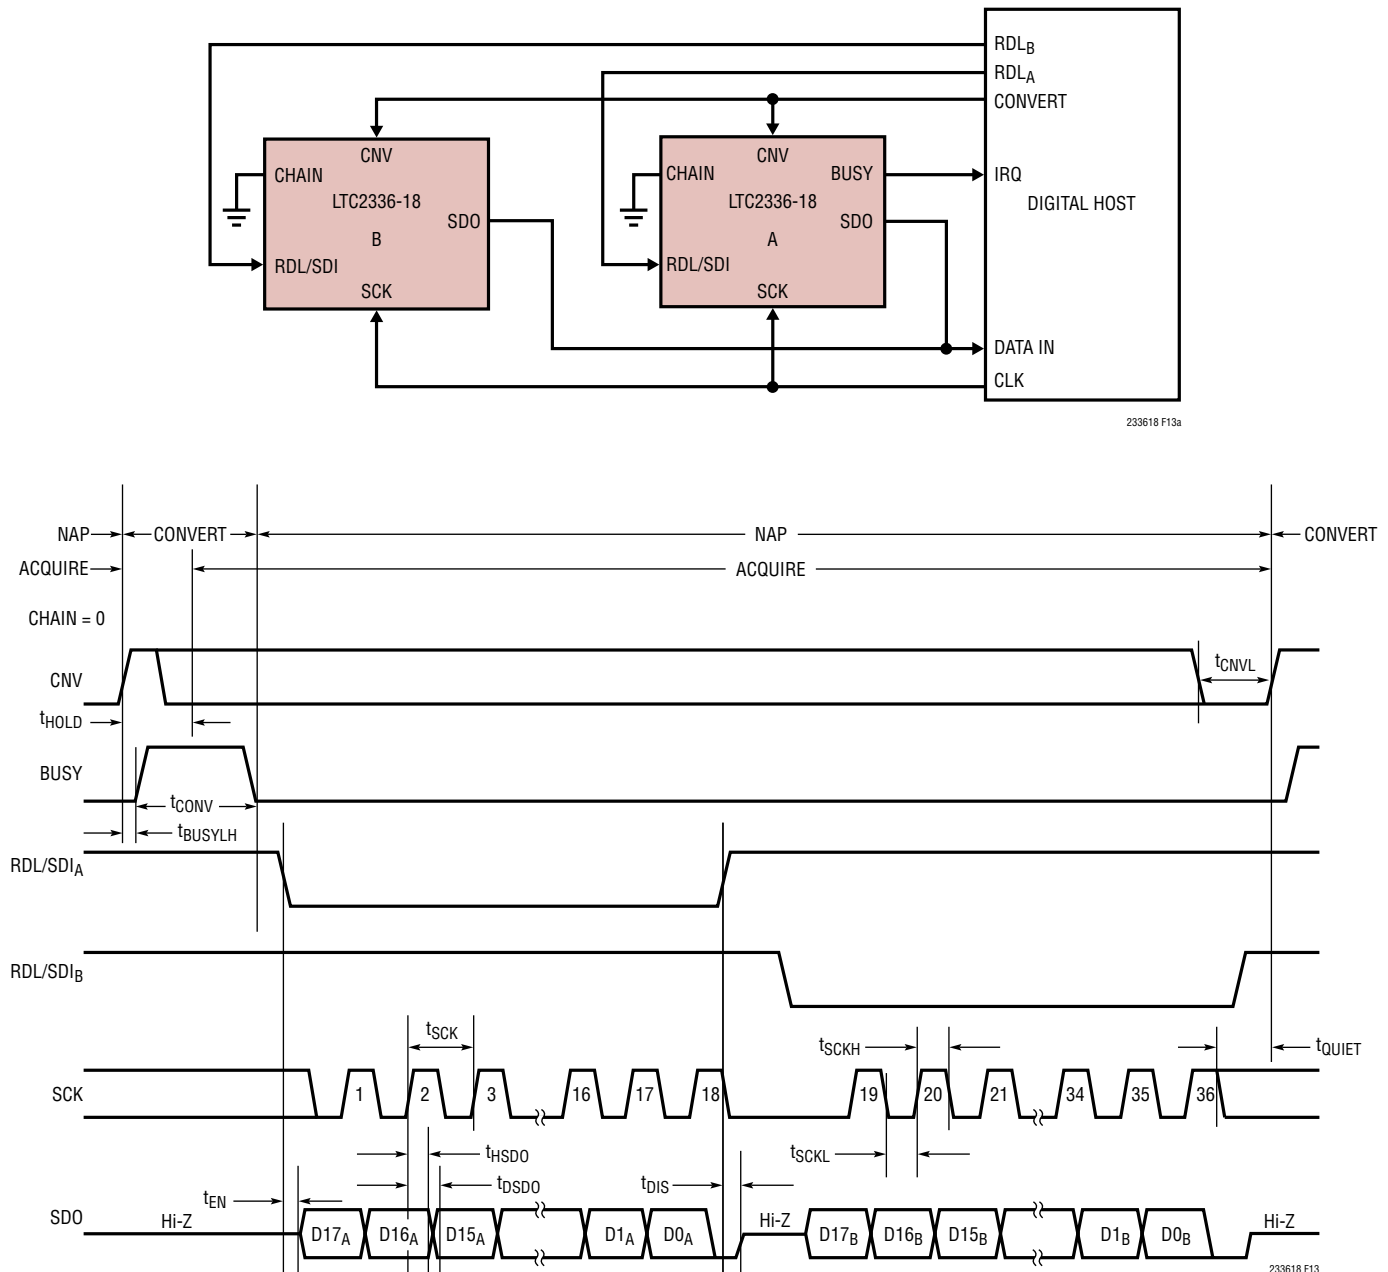 RDLB
RDLA
CONVERT
CNV
CNV
CHAIN
CHAIN
BUSY
IRQ
LTC2336-18
LTC2336-18
DIGITAL HOST
SDO
SDO
B
A
RDL/SDI
RDL/SDI
SCK
SCK
DATA IN
CLK
233618 F13a
NAP
CONVERT
NAP
CONVERT
ACQUIRE
ACQUIRE
CHAIN = 0
CNV
tCNVL
tHOLD
BUSY
tCONV
tBUSYLH
RDL/SDIA
RDL/SDIB
tSCK
tSCKH
tQUIET
SCK
1
2
3
16
17
18
19
20
21
34
35
36
tHSDO
tSCKL
tEN
tDSDO
tDIS
SDO
Hi-Z
D17A
D16A
D15A
D1A
D0A
Hi-Z
D17B
D16B
D15B
D1B
D0B
Hi-Z
233618 F13